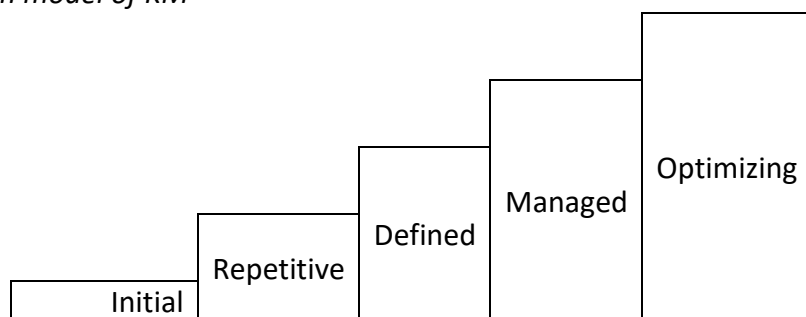 model of KM
Optimizing
Managed
Defined
Repetitive
Initial